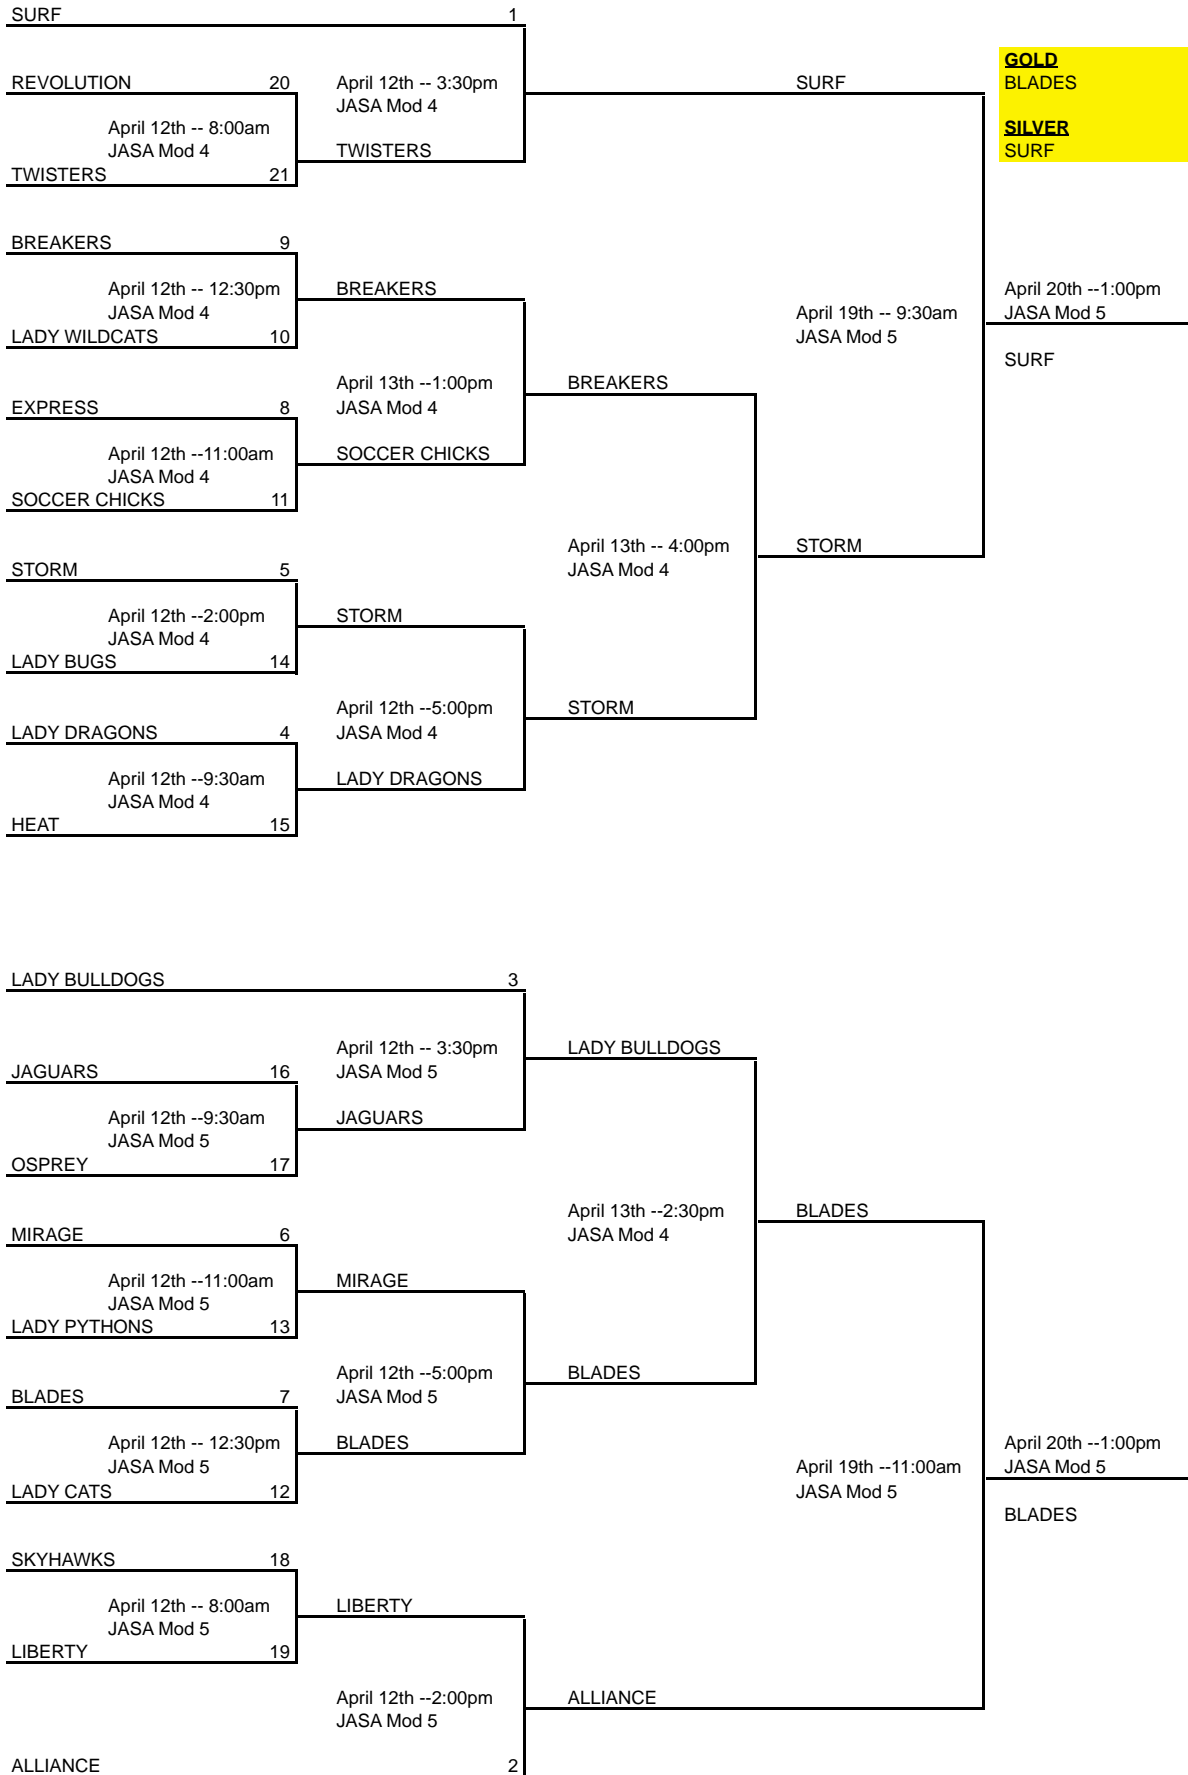 SURF 1
REVOLUTION 20 April 12th -- 3:30pm SURF GOLD
JASA Mod 4 BLADES
April 12th -- 8:00am
JASA Mod 4 TWISTERS SILVER
TWISTERS 21 SURF
BREAKERS 9
April 12th -- 12:30pm BREAKERS April 20th --1:00pm
JASA Mod 4 April 19th -- 9:30am JASA Mod 5
LADY WILDCATS 10 JASA Mod 5
SURF
April 13th --1:00pm BREAKERS
EXPRESS 8 JASA Mod 4
April 12th --11:00am SOCCER CHICKS
JASA Mod 4
SOCCER CHICKS 11
April 13th -- 4:00pm STORM
STORM 5 JASA Mod 4
April 12th --2:00pm STORM
JASA Mod 4
LADY BUGS 14
April 12th --5:00pm STORM
LADY DRAGONS 4 JASA Mod 4
April 12th --9:30am LADY DRAGONS
JASA Mod 4
HEAT 15
LADY BULLDOGS 3
April 12th -- 3:30pm LADY BULLDOGS
JAGUARS 16 JASA Mod 5
April 12th --9:30am JAGUARS
JASA Mod 5
OSPREY 17
April 13th --2:30pm BLADES
MIRAGE 6 JASA Mod 4
April 12th --11:00am MIRAGE
JASA Mod 5
LADY PYTHONS 13
April 12th --5:00pm BLADES
BLADES 7 JASA Mod 5
April 12th -- 12:30pm BLADES April 20th --1:00pm
JASA Mod 5 April 19th --11:00am JASA Mod 5
LADY CATS 12 JASA Mod 5
BLADES
SKYHAWKS 18
April 12th -- 8:00am LIBERTY
JASA Mod 5
LIBERTY 19
April 12th --2:00pm ALLIANCE
JASA Mod 5
ALLIANCE 2